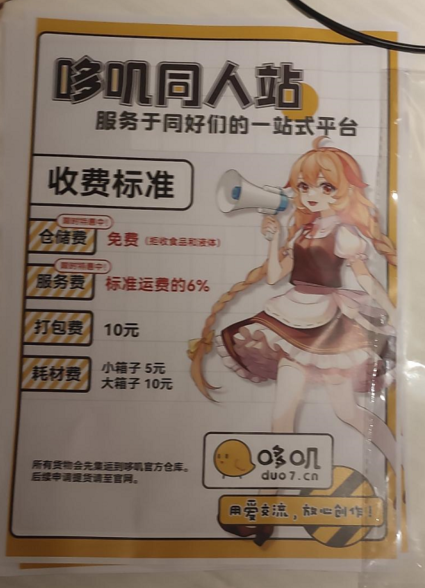 哆叽同人站
服务于同好们的一站式平台
收费标准
限时特惠中!
仓储费 免费 (拒收食品和液体)
限时特惠中!
服务费 标准运费的6%
打包费 10元
耗材费 小箱子 5元
大箱子 10元
所有货物会先集运到哆叽官方仓库。
后续申请提货请至官网。
哆叽
duo7.cn
用爱交流，放心创作！